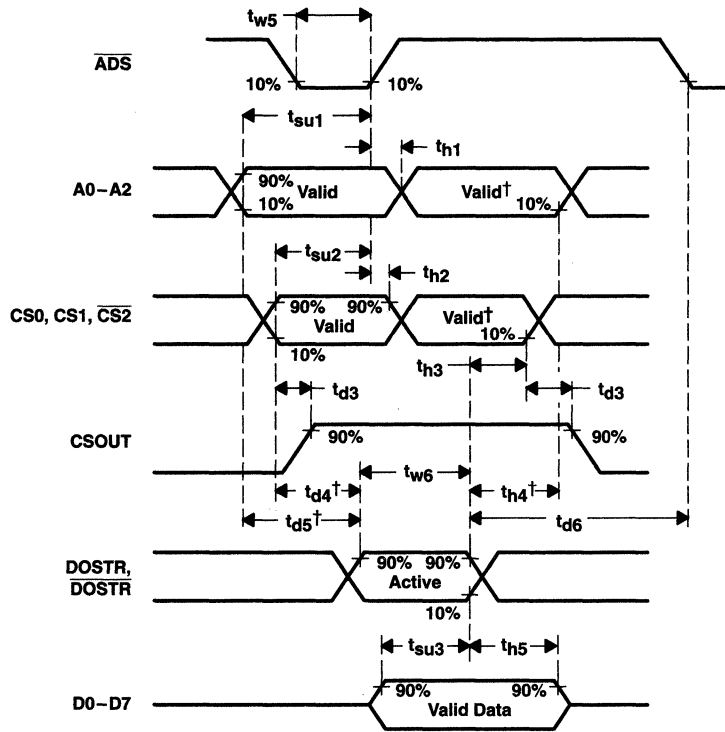 tw5
ADS
10%
10%
tsu1
th1
A0–A2
90%
Valid
Valid†
10%
10%
tsu2
th2
CS0, CS1, CS2
90%
90%
Valid
Valid†
10%
10%
th3
td3
td3
CSOUT
90%
90%
tw6
td4†
th4†
td5†
td6
DOSTR,
DOSTR
90%
90%
Active
10%
tsu3
th5
D0–D7
90%
90%
Valid Data